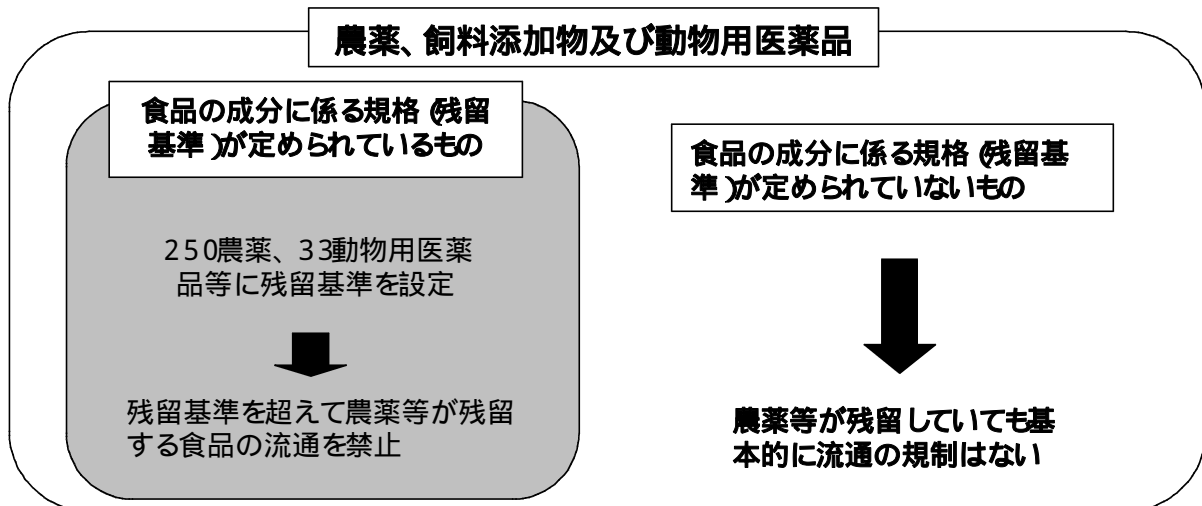 農薬、飼料添加物及び動物用医薬品
食品の成分に係る規格(残留
基準)が定められているもの
250農薬、33動物用医薬
品等に残留基準を設定
残留基準を超えて農薬等が残留
する食品の流通を禁止
食品の成分に係る規格(残留基
準)が定められていないもの
農薬等が残留していても基
本的に流通の規制はない